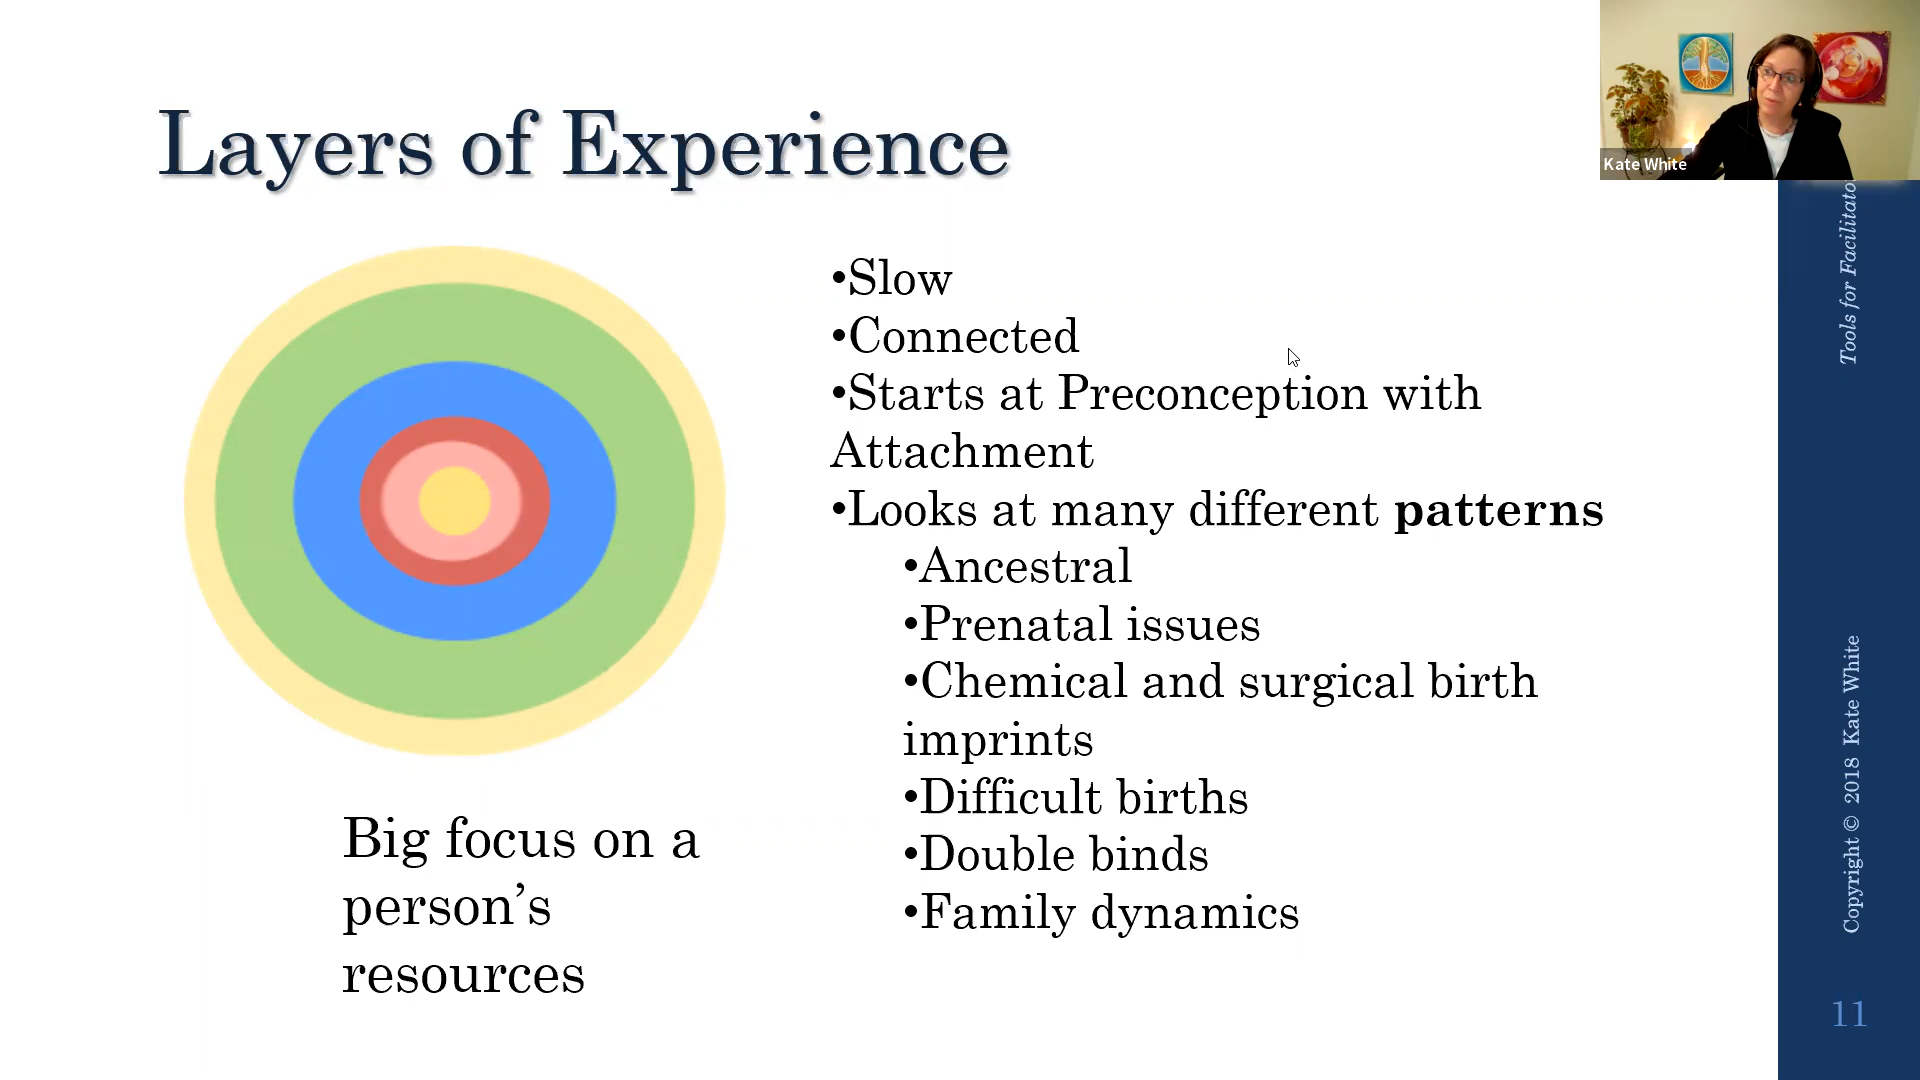 Layers of Experience
•Slow
•Connected
•Starts at Preconception with
Attachment
•Looks at many different patterns
•Ancestral
•Prenatal issues
•Chemical and surgical birth
imprints
•Difficult births
•Double binds
•Family dynamics
Big focus on a
person’s
resources
Kate White
Tools for
Copyright © 2018 Kate White
11